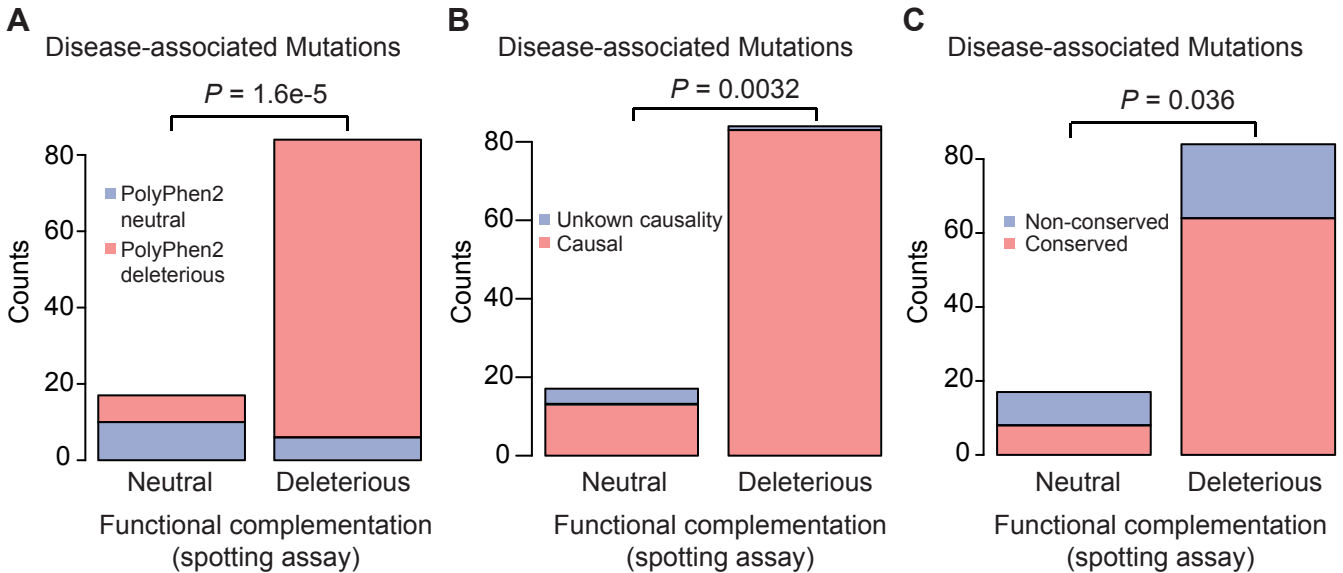 A
Disease-associated Mutations
P = 1.6e-5
80
60
40
20
0
Counts
PolyPhen2
neutral
PolyPhen2
deleterious
Neutral
Deleterious
Functional complementation
(spotting assay)
B
Disease-associated Mutations
P = 0.0032
80
60
40
20
0
Counts
Unkown causality
Causal
Neutral
Deleterious
Functional complementation
(spotting assay)
C
Disease-associated Mutations
P = 0.036
80
60
40
20
0
Counts
Non-conserved
Conserved
Neutral
Deleterious
Functional complementation
(spotting assay)